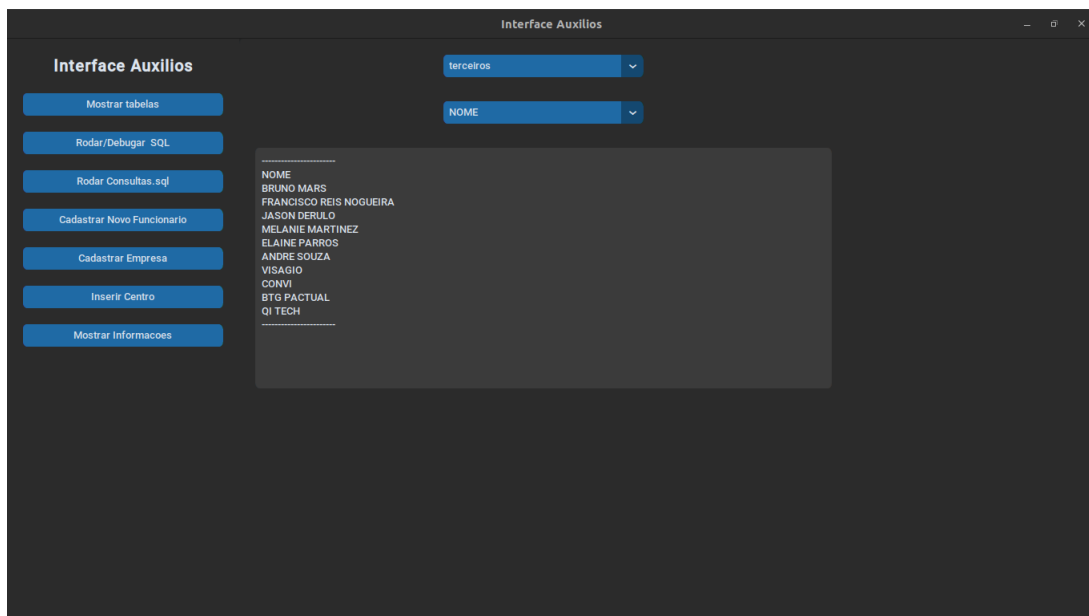 Interface Auxilios
Interface Auxilios
Mostrar tabelas
Rodar/Debugar SQL
Rodar Consultas.sql
Cadastrar Novo Funcionario
Cadastrar Empresa
Inserir Centro
Mostrar Informacoes
terceiros
NOME
-----------------------
NOME
BRUNO MARS
FRANCISCO REIS NOGUEIRA
JASON DERULO
MELANIE MARTINEZ
ELAINE PARROS
ANDRE SOUZA
VISAGIO
CONVI
BTG PACTUAL
QI TECH
-----------------------